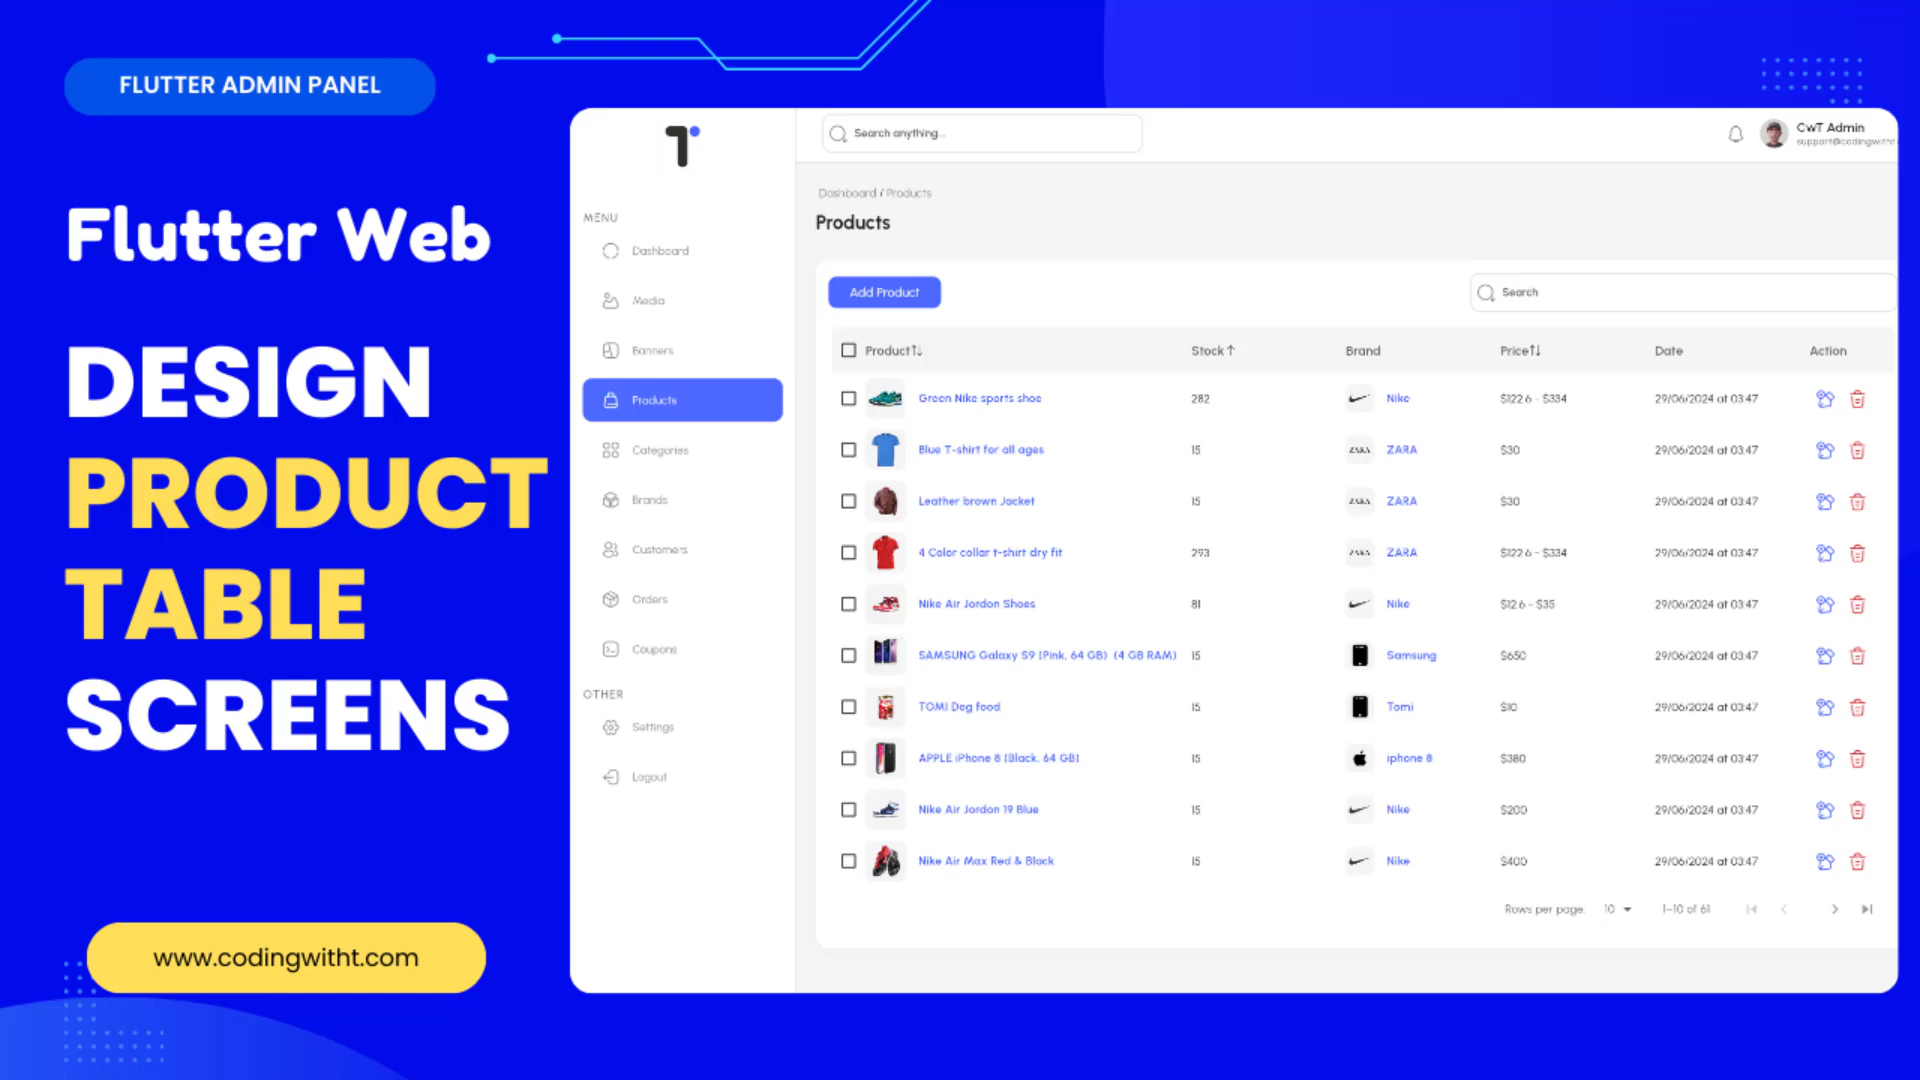 FLUTTER ADMIN PANEL
Flutter Web
DESIGN
PRODUCT
TABLE
SCREENS
www.codingwitht.com
Search anything...
CwT Admin
MENU
Dashboard
Media
Banners
Products
Categories
Brands
Customers
Orders
Coupons
OTHER
Settings
Logout
Dashboard / Products
Products
Add Product
Search
Product Stock Brand Price Date Action
Green Nike sports shoe 282 Nike $122.6 - $334 29/06/2024 at 03:47
Blue T-shirt for all ages 15 ZARA ZARA $30 29/06/2024 at 03:47
Leather brown Jacket 15 ZARA ZARA $30 29/06/2024 at 03:47
4 Color collar t-shirt dry fit 293 ZARA ZARA $122.6 - $334 29/06/2024 at 03:47
Nike Air Jordon Shoes 81 Nike $12.6 - $35 29/06/2024 at 03:47
SAMSUNG Galaxy S9 (Pink, 64 GB) (4 GB RAM) 15 Samsung $650 29/06/2024 at 03:47
TOMI Dog food 15 Tomi $10 29/06/2024 at 03:47
APPLE iPhone 8 (Black, 64 GB) 15 iphone 8 $380 29/06/2024 at 03:47
Nike Air Jordon 19 Blue 15 Nike $200 29/06/2024 at 03:47
Nike Air Max Red & Black 15 Nike $400 29/06/2024 at 03:47
Rows per page: 10 1–10 of 61